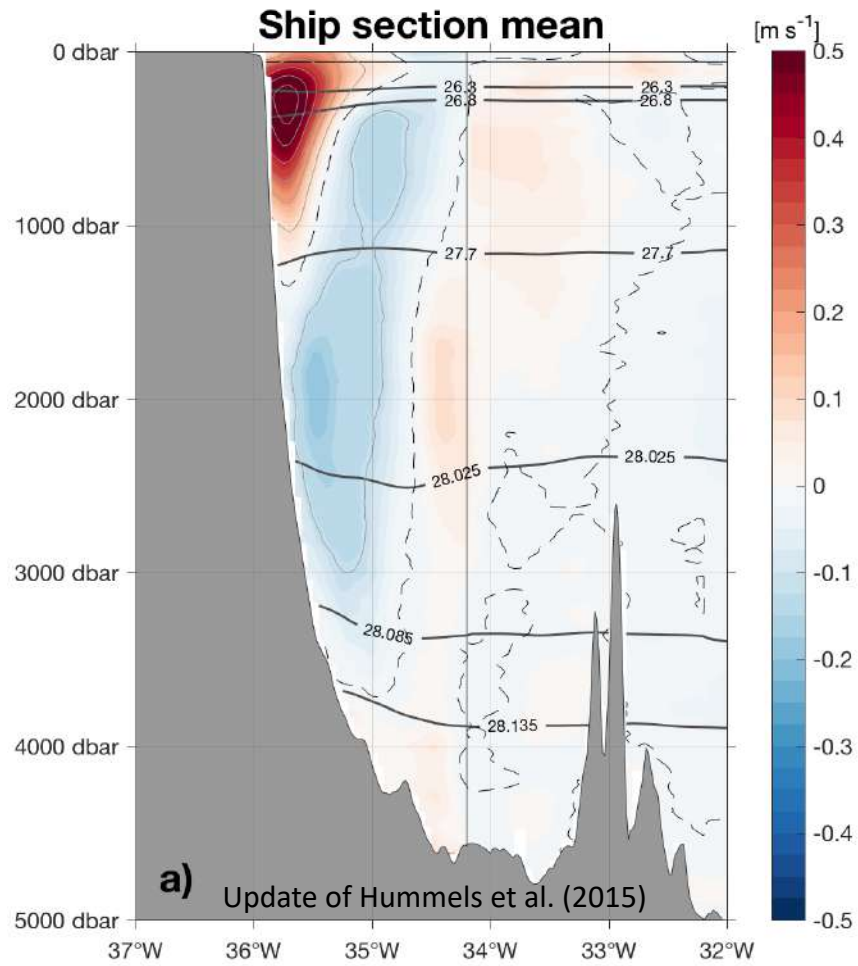 Ship section mean
[m s⁻¹]
0 dbar
1000 dbar
2000 dbar
3000 dbar
4000 dbar
5000 dbar
26.3 26.3
26.8 26.8
27.7 27.7
28.025 28.025
28.085
28.135
a) Update of Hummels et al. (2015)
37°W 36°W 35°W 34°W 33°W 32°W
0.5
0.4
0.3
0.2
0.1
0
-0.1
-0.2
-0.3
-0.4
-0.5